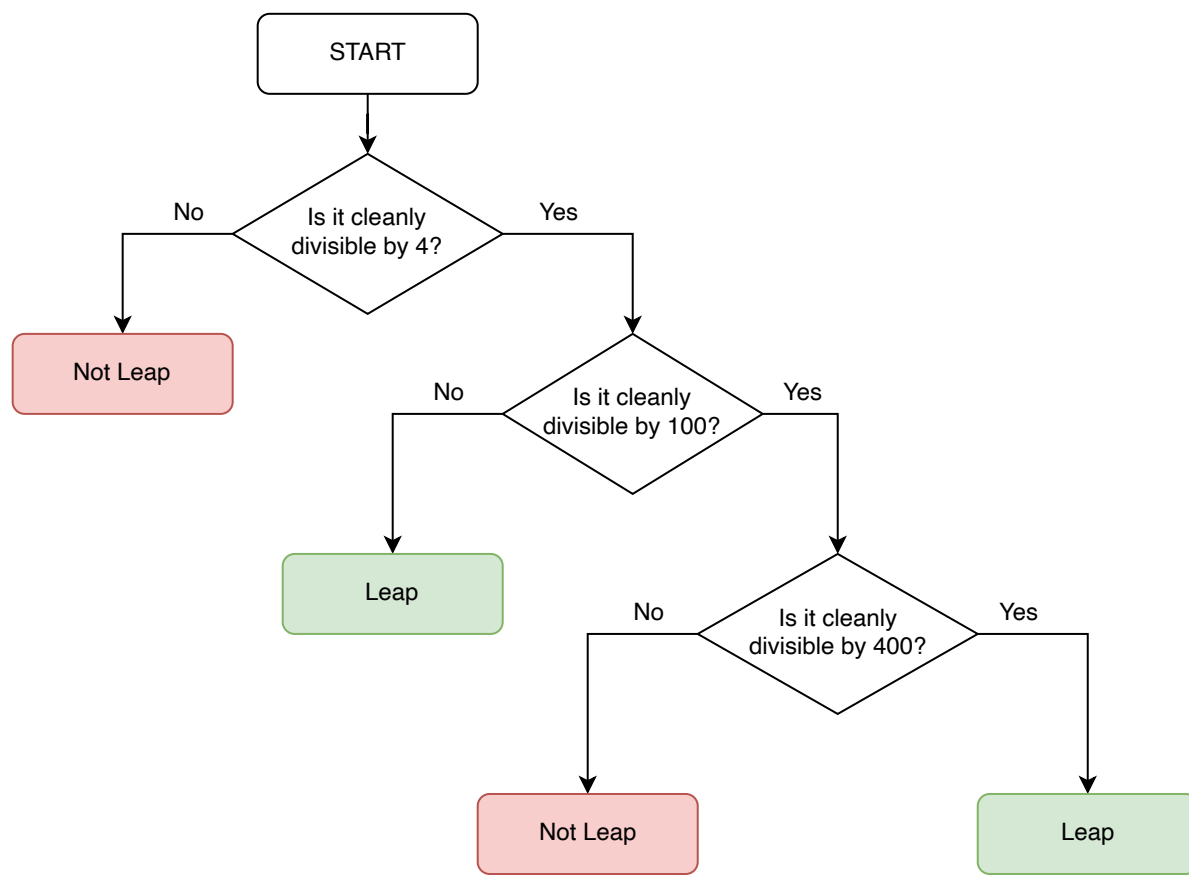 START
No
Yes
Is it cleanly
divisible by 4?
Not Leap
No
Yes
Is it cleanly
divisible by 100?
Leap
No
Yes
Is it cleanly
divisible by 400?
Not Leap
Leap